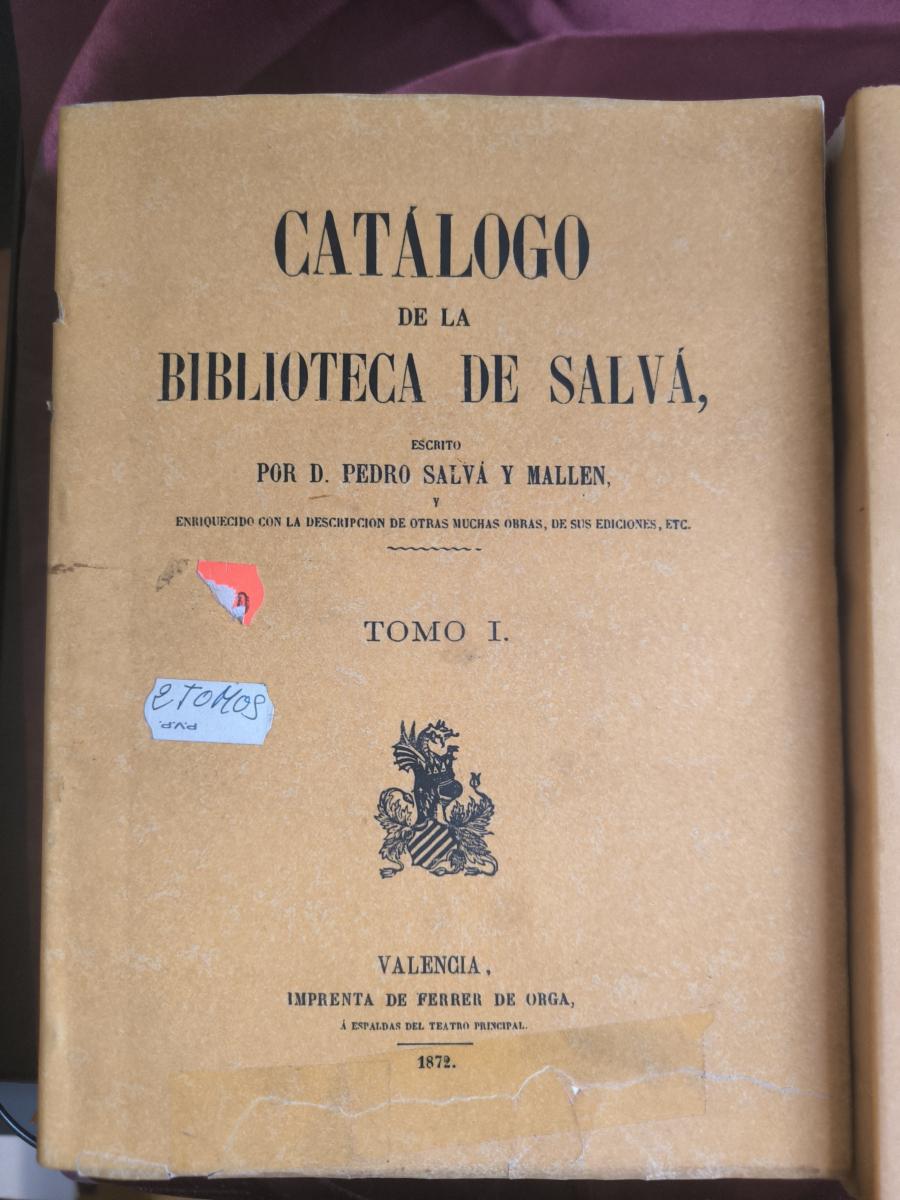 CATÁLOGO
DE LA
BIBLIOTECA DE SALVÁ,
ESCRITO
POR D. PEDRO SALVÁ Y MALLEN,
Y
ENRIQUECIDO CON LA DESCRIPCION DE OTRAS MUCHAS OBRAS, DE SUS EDICIONES, ETC.
TOMO I.
2 TOMOS
P.V.P.
VALENCIA,
IMPRENTA DE FERRER DE ORGA,
Á ESPALDAS DEL TEATRO PRINCIPAL.
1872.